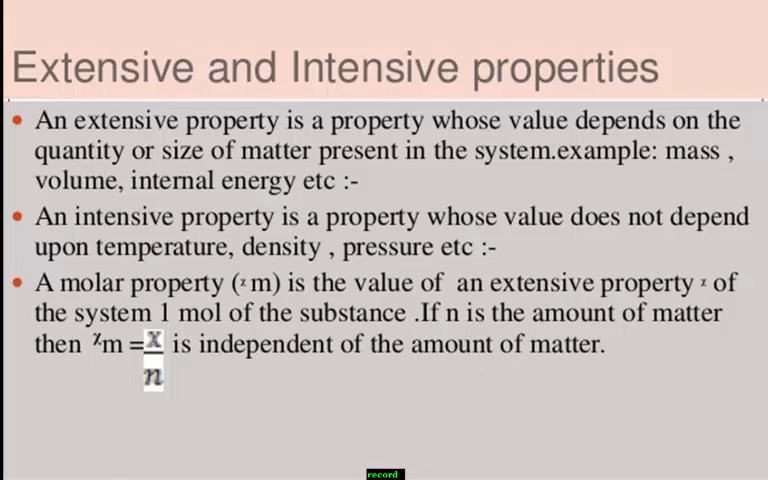 Extensive and Intensive properties
• An extensive property is a property whose value depends on the
quantity or size of matter present in the system.example: mass ,
volume, internal energy etc :-
• An intensive property is a property whose value does not depend
upon temperature, density , pressure etc :-
• A molar property (χ m) is the value of an extensive property χ of
the system 1 mol of the substance .If n is the amount of matter
then χm = χ/n is independent of the amount of matter.
record